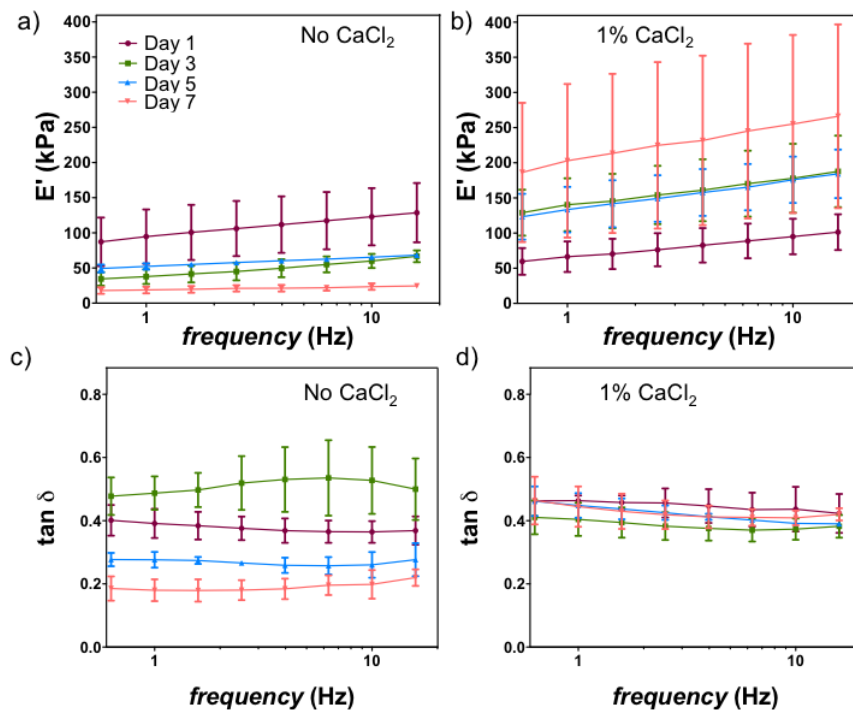 a)
No CaCl₂
Day 1
Day 3
Day 5
Day 7
E' (kPa)
400
350
300
250
200
150
100
50
0
1
10
frequency (Hz)
b)
1% CaCl₂
E' (kPa)
400
350
300
250
200
150
100
50
0
1
10
frequency (Hz)
c)
No CaCl₂
tan δ
0.8
0.6
0.4
0.2
0.0
1
10
frequency (Hz)
d)
1% CaCl₂
tan δ
0.8
0.6
0.4
0.2
0.0
1
10
frequency (Hz)